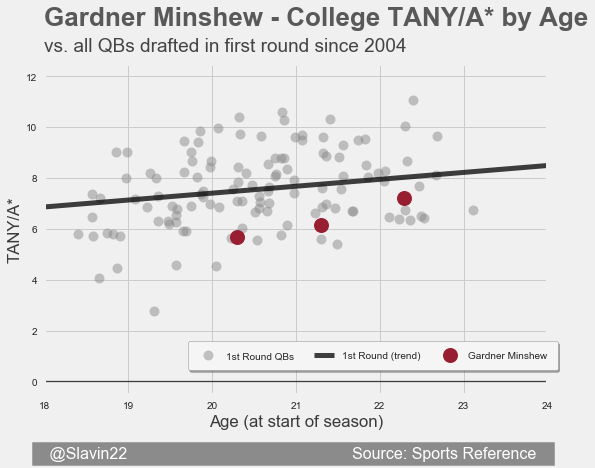 Gardner Minshew - College TANY/A* by Age
vs. all QBs drafted in first round since 2004
12
10
8
6
4
2
0
TANY/A*
1st Round QBs 1st Round (trend) Gardner Minshew
18 19 20 21 22 23 24
Age (at start of season)
@Slavin22 Source: Sports Reference